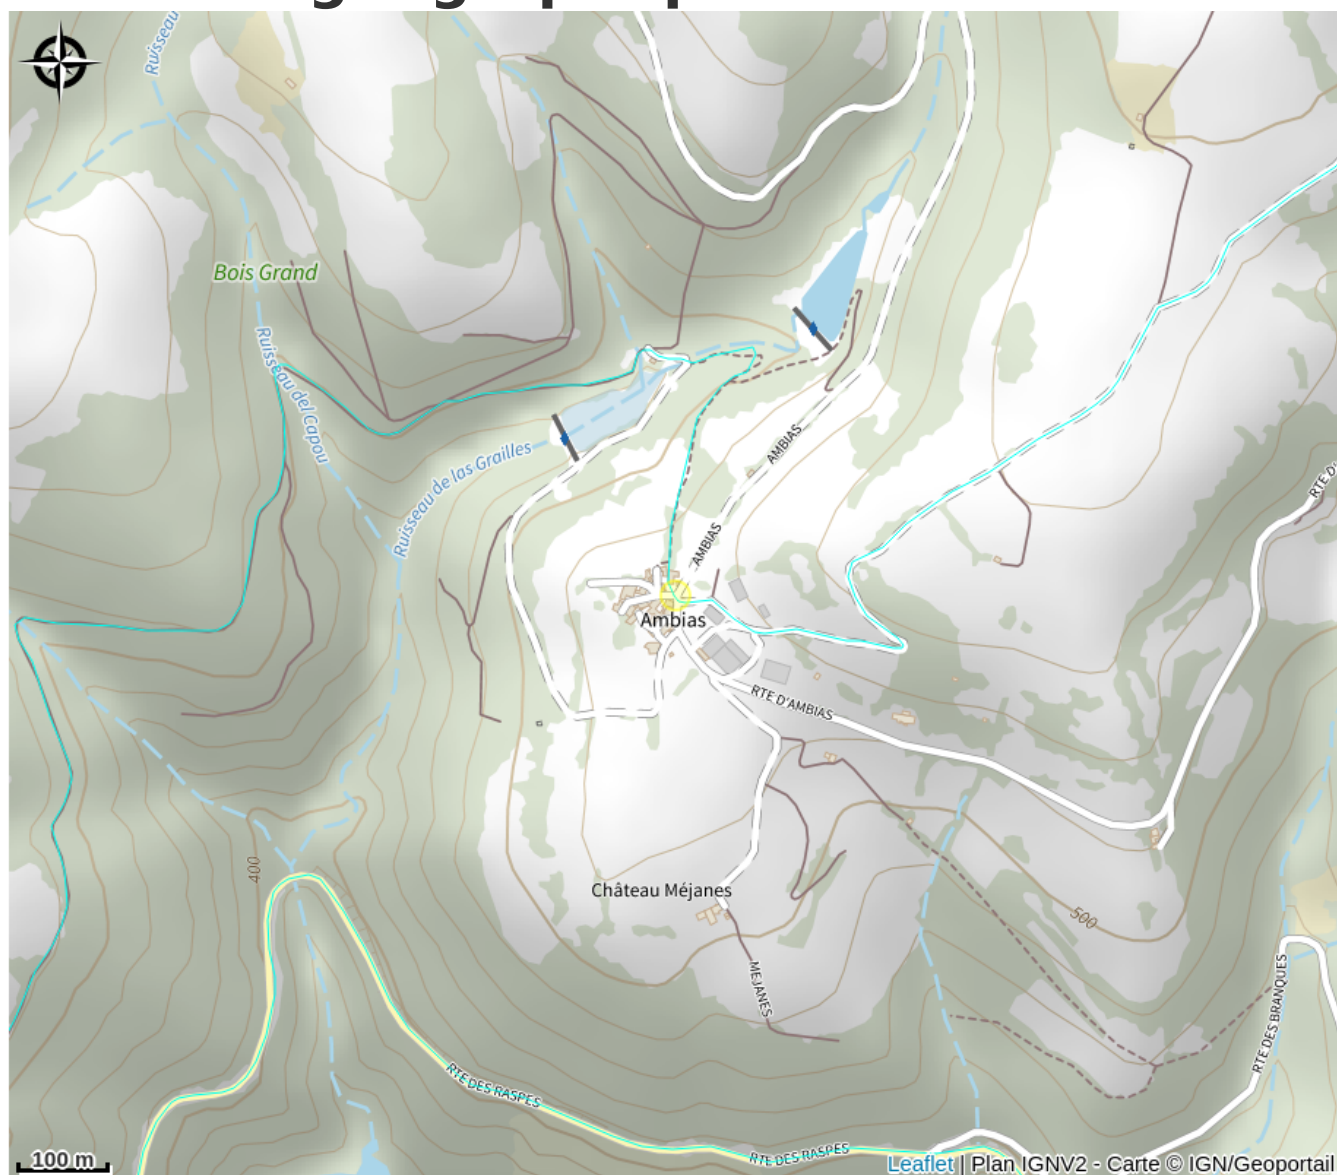 Ruisseau
Bois Grand
Ruisseau del Capou
Ruisseau de las Grailles
AMBIAS
AMBIAS
RTE D'
Ambias
RTE D'AMBIAS
400
Château Méjanes
500
MEJANES
RTE DES BRANQUES
RTE DES RASPES
RTE DES RASPES
100 m
Leaflet | Plan IGNV2 - Carte © IGN/Geoportail